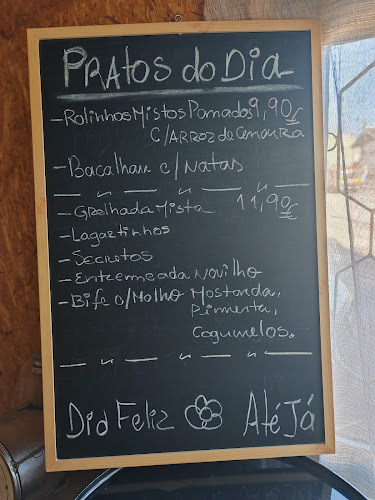 PRATOS do DIA
- Rolinhos Mistos Panados 9,90€
C/ARROZ de Cenoura
- Bacalhau c/ NATAS
- Grelhada Mista 11,90€
- Lagartinhos
- Secretos
- Entremeada Novilho
- Bife c/Molho Mostarda,
Pimenta,
Cogumelos.
Dia Feliz Até Já